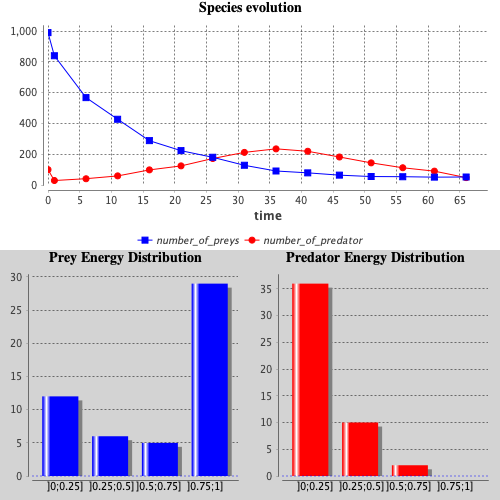 Species evolution
1,000
800
600
400
200
0
0 5 10 15 20 25 30 35 40 45 50 55 60 65
time
number_of_preys number_of_predator
Prey Energy Distribution
30
25
20
15
10
5
0
]0;0.25] ]0.25;0.5] ]0.5;0.75] ]0.75;1]
Predator Energy Distribution
35
30
25
20
15
10
5
0
]0;0.25] ]0.25;0.5] ]0.5;0.75] ]0.75;1]